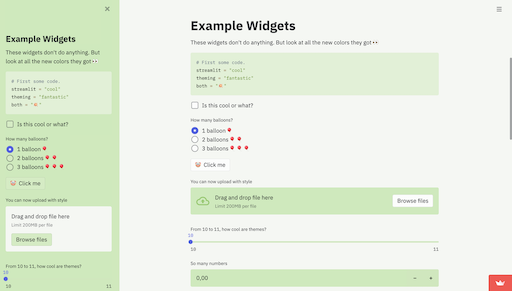 Example Widgets
These widgets don't do anything. But
look at all the new colors they got👀
# First some code.
streamlit = "cool"
theming = "fantastic"
both = "💥"
Is this cool or what?
How many balloons?
1 balloon 🎈
2 balloons 🎈 🎈
3 balloons 🎈 🎈 🎈
Click me
You can now upload with style
Drag and drop file here
Limit 200MB per file
Browse files
From 10 to 11, how cool are themes?
10
10 11
Example Widgets
These widgets don't do anything. But look at all the new colors they got👀
# First some code.
streamlit = "cool"
theming = "fantastic"
both = "💥"
Is this cool or what?
How many balloons?
1 balloon 🎈
2 balloons 🎈 🎈
3 balloons 🎈 🎈 🎈
Click me
You can now upload with style
Drag and drop file here
Limit 200MB per file
Browse files
From 10 to 11, how cool are themes?
10
10 11
So many numbers
0,00 − +